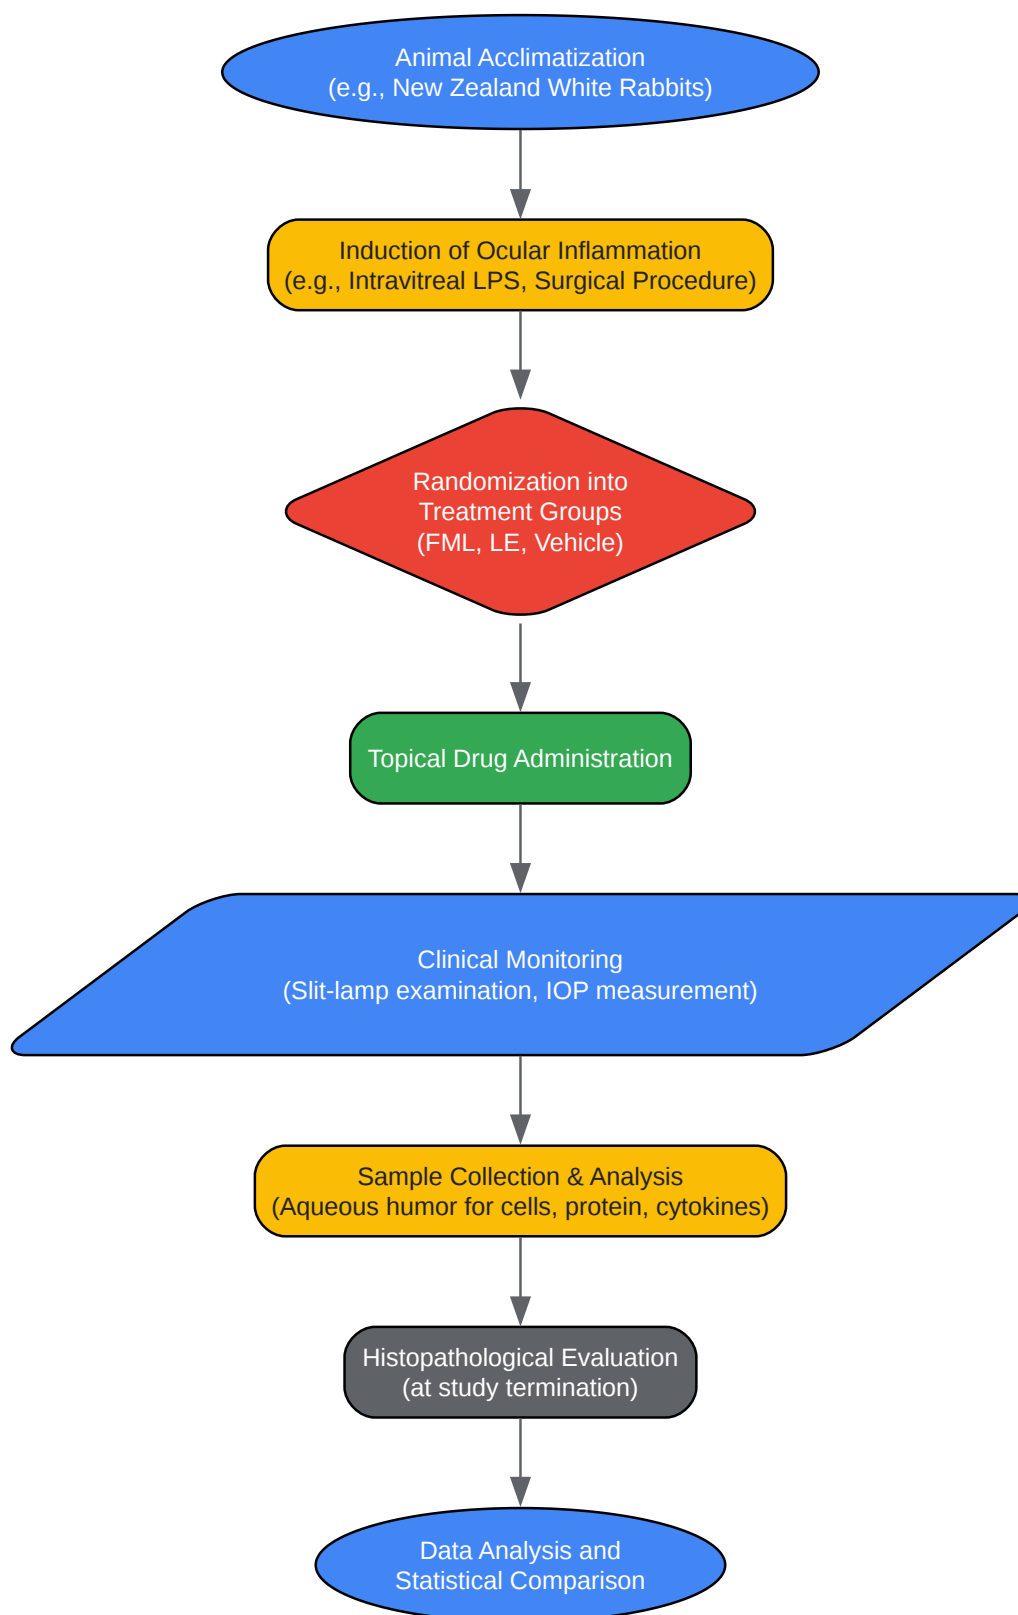 Animal Acclimatization
(e.g., New Zealand White Rabbits)
Induction of Ocular Inflammation
(e.g., Intravitreal LPS, Surgical Procedure)
Randomization into
Treatment Groups
(FML, LE, Vehicle)
Topical Drug Administration
Clinical Monitoring
(Slit-lamp examination, IOP measurement)
Sample Collection & Analysis
(Aqueous humor for cells, protein, cytokines)
Histopathological Evaluation
(at study termination)
Data Analysis and
Statistical Comparison